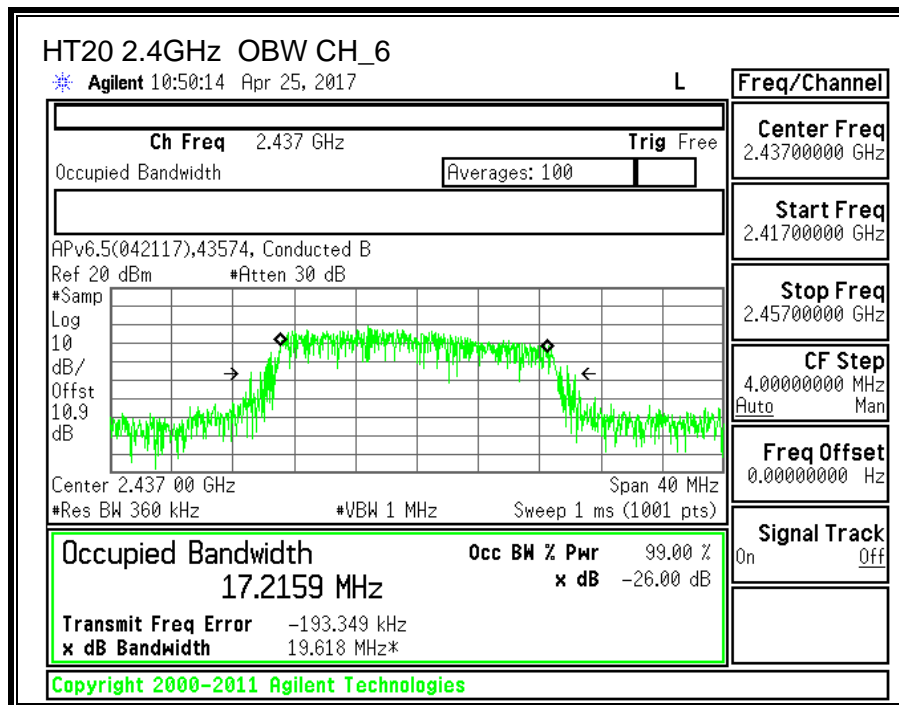 HT20 2.4GHz OBW CH_6
Agilent 10:50:14 Apr 25, 2017 L
Freq/Channel
Ch Freq 2.437 GHz Trig Free
Occupied Bandwidth Averages: 100
APv6.5(042117),43574, Conducted B
Ref 20 dBm #Atten 30 dB
#Samp
Log
10
dB/
Offst
10.9
dB
Center 2.437 00 GHz Span 40 MHz
#Res BW 360 kHz #VBW 1 MHz Sweep 1 ms (1001 pts)
Occupied Bandwidth Occ BW % Pwr 99.00 %
17.2159 MHz x dB -26.00 dB
Transmit Freq Error -193.349 kHz
x dB Bandwidth 19.618 MHz*
Copyright 2000-2011 Agilent Technologies
Center Freq
2.43700000 GHz
Start Freq
2.41700000 GHz
Stop Freq
2.45700000 GHz
CF Step
4.00000000 MHz
Auto Man
Freq Offset
0.00000000 Hz
Signal Track
On Off